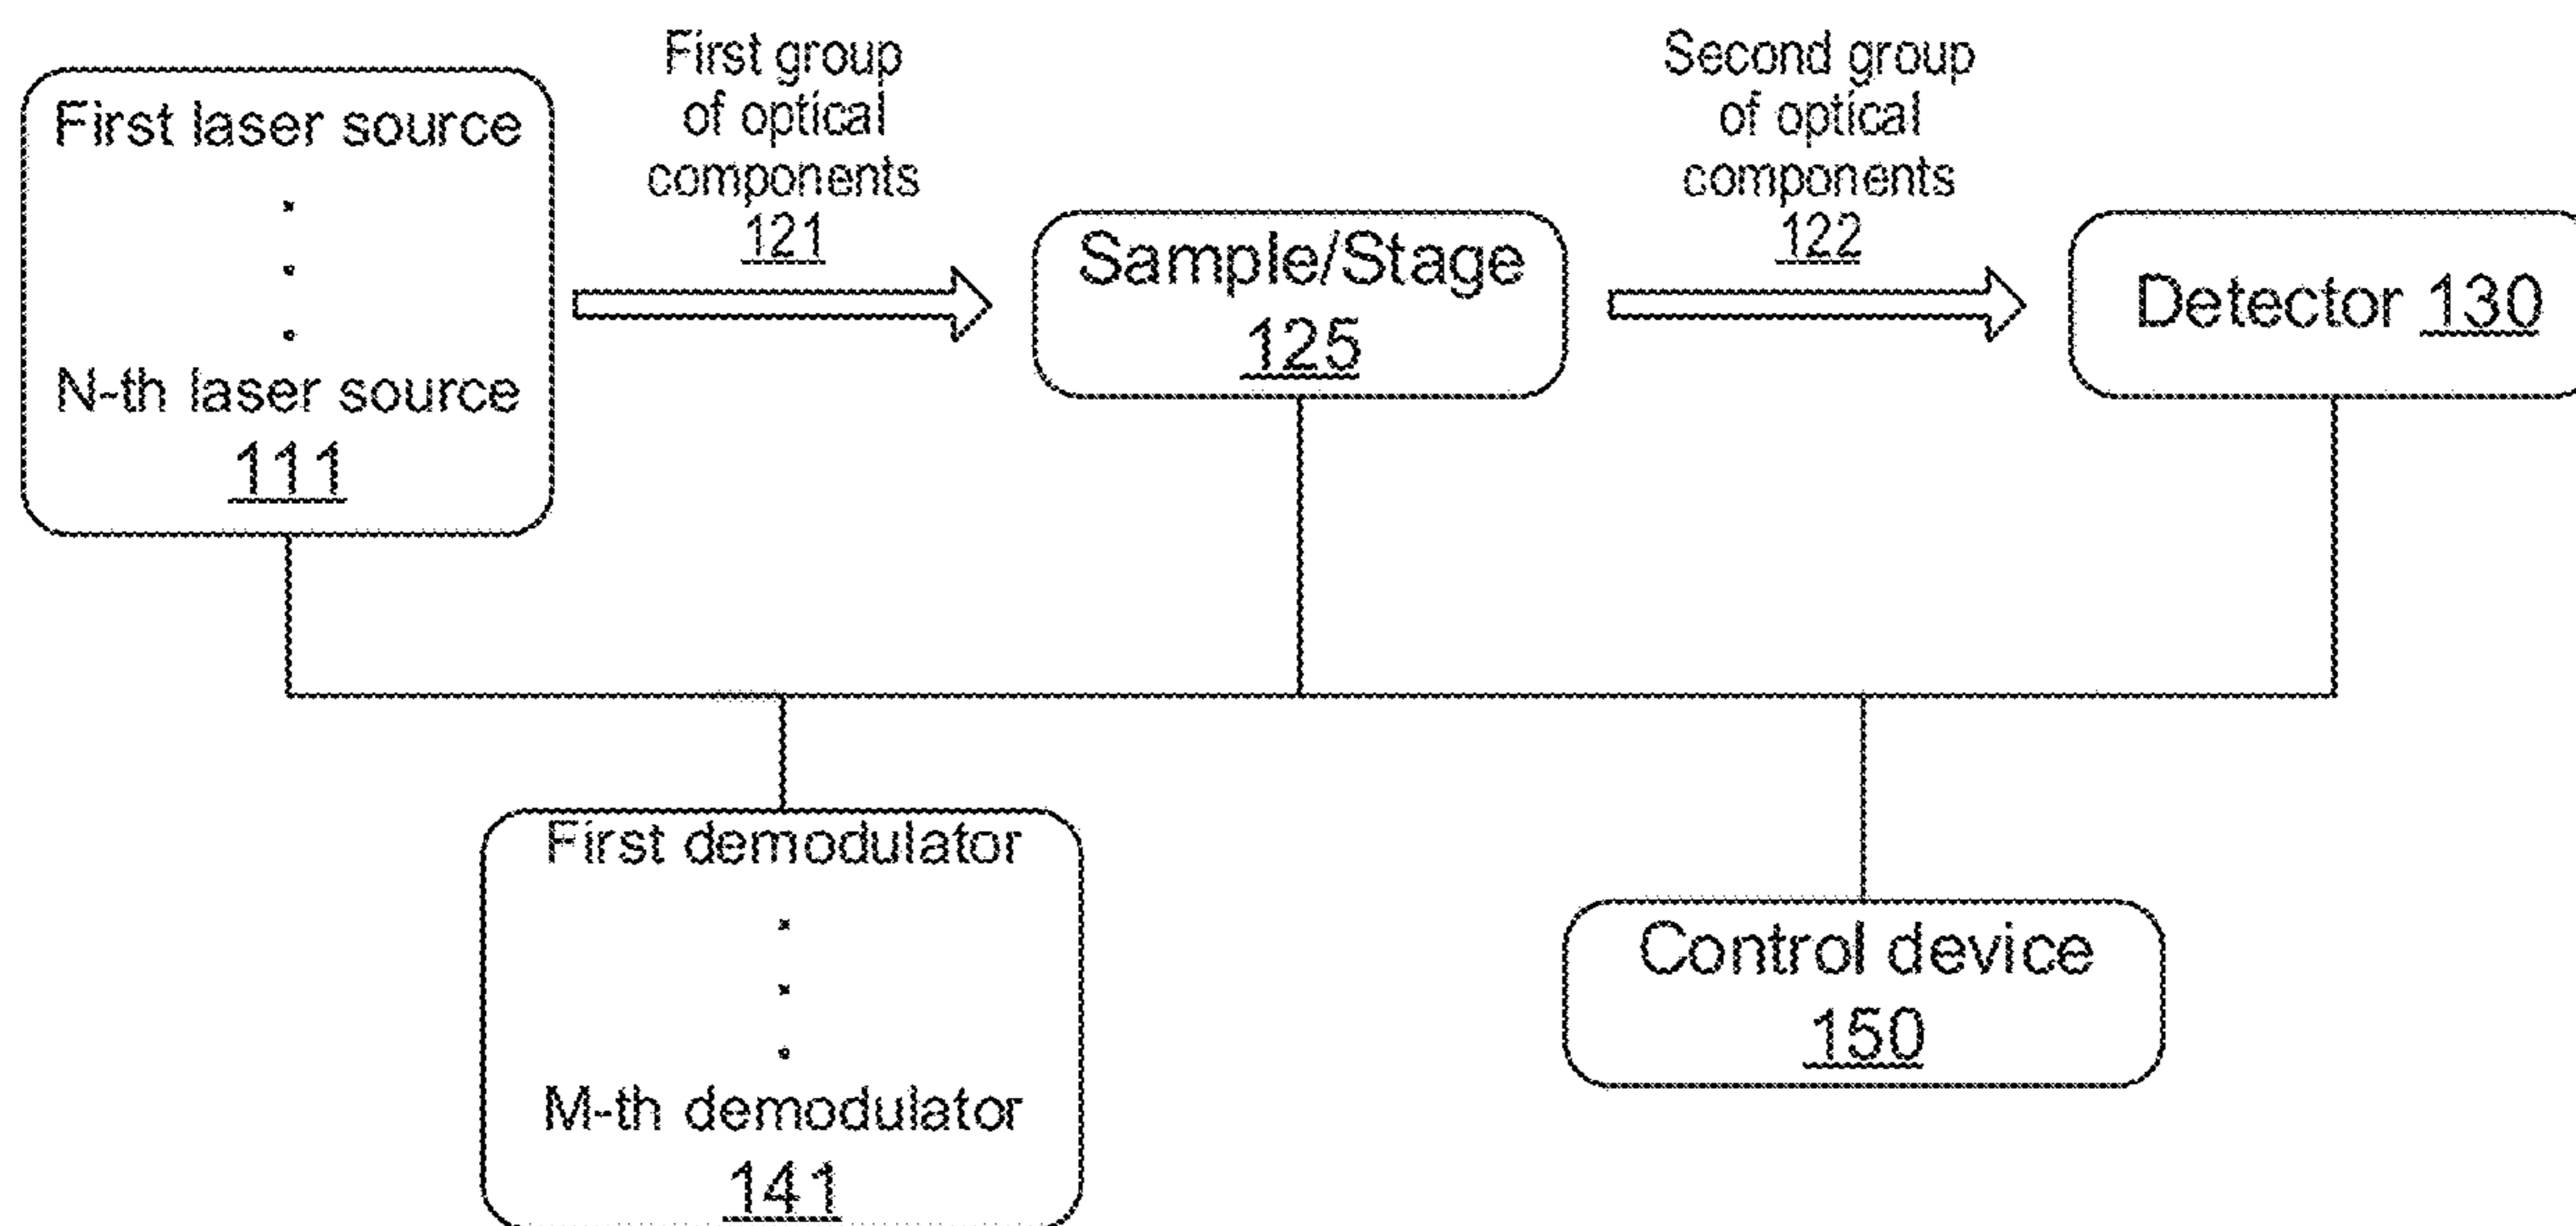 First laser source
N-th laser source
111
First group
of optical
components
121
Sample/Stage
125
Second group
of optical
components
122
Detector 130
First demodulator
M-th demodulator
141
Control device
150